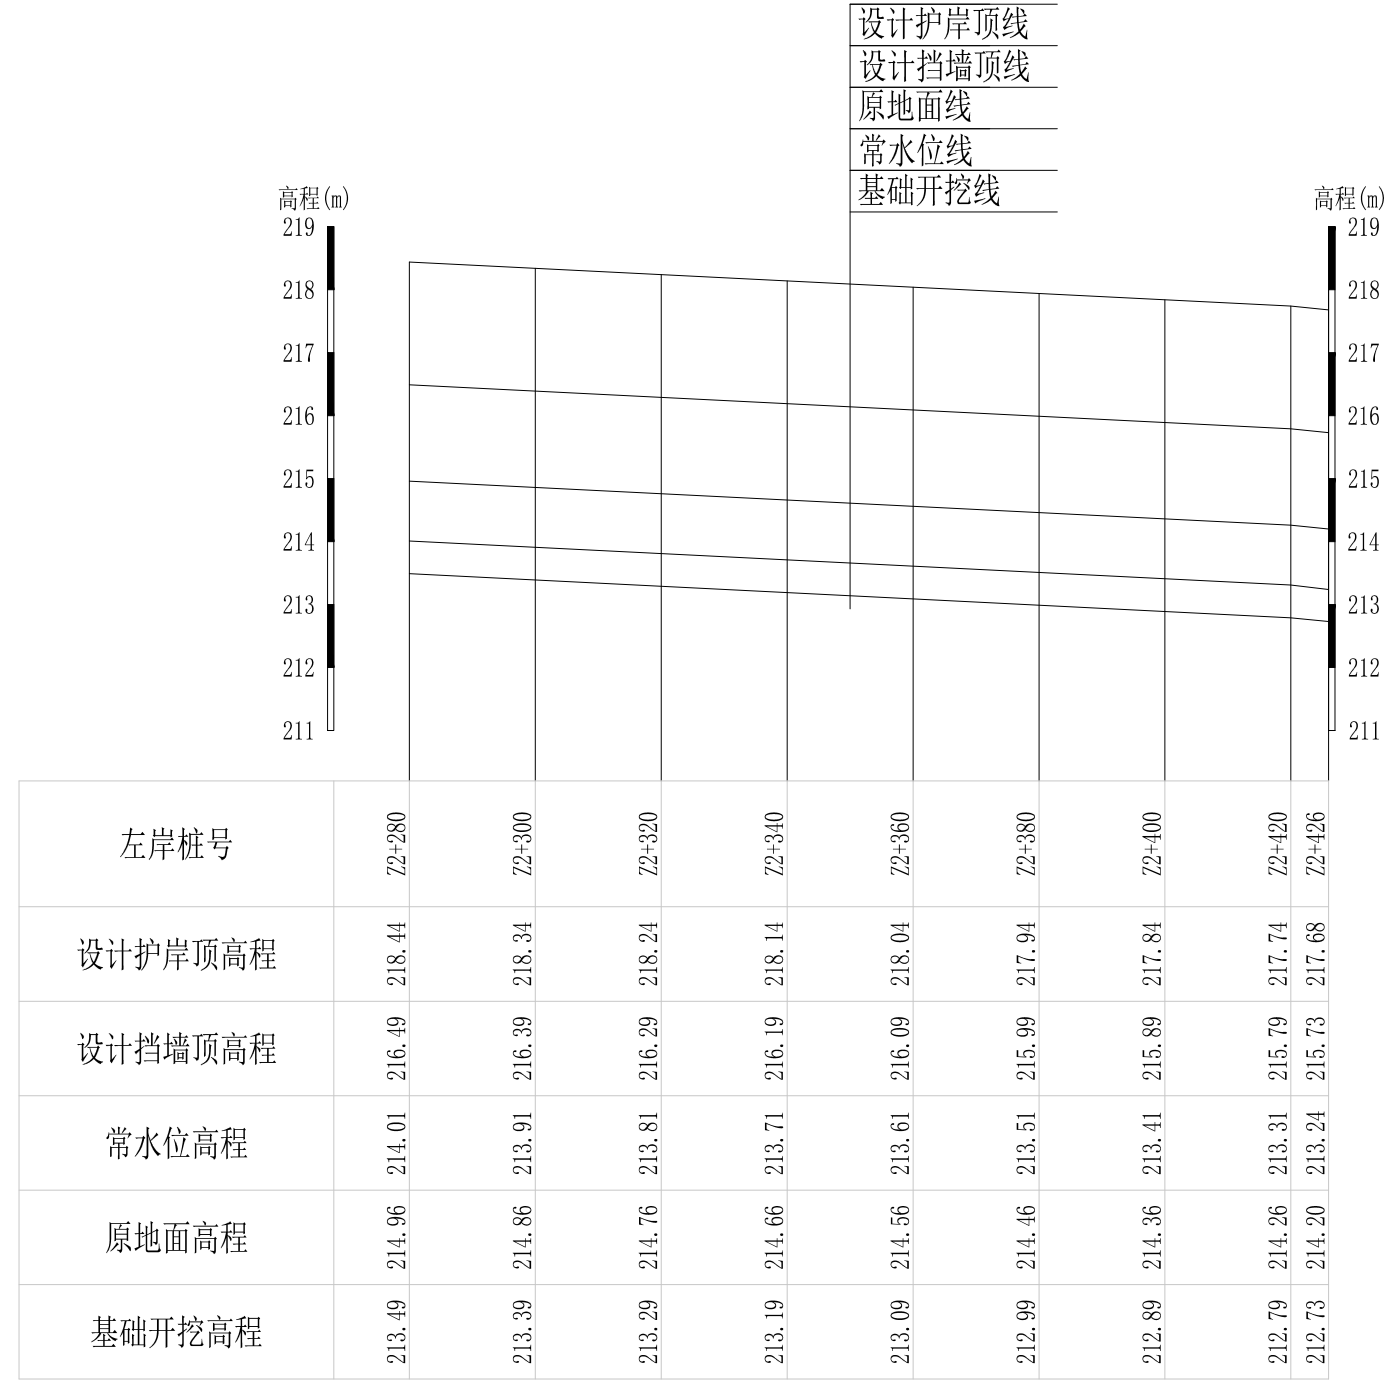 设计护岸顶线
设计挡墙顶线
原地面线
常水位线
基础开挖线
高程(m) 高程(m)
219 219
218 218
217 217
216 216
215 215
214 214
213 213
212 212
211 211
左岸桩号 Z2+280 Z2+300 Z2+320 Z2+340 Z2+360 Z2+380 Z2+400 Z2+420 Z2+426
设计护岸顶高程 218.44 218.34 218.24 218.14 218.04 217.94 217.84 217.74 217.68
设计挡墙顶高程 216.49 216.39 216.29 216.19 216.09 215.99 215.89 215.79 215.73
常水位高程 214.01 213.91 213.81 213.71 213.61 213.51 213.41 213.31 213.24
原地面高程 214.96 214.86 214.76 214.66 214.56 214.46 214.36 214.26 214.20
基础开挖高程 213.49 213.39 213.29 213.19 213.09 212.99 212.89 212.79 212.73